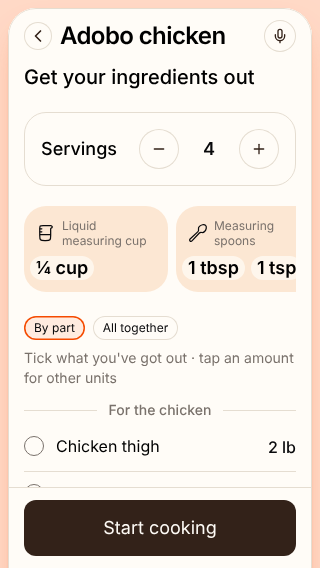 Adobo chicken
Get your ingredients out
Servings
4
Liquid
measuring cup
¼ cup
Measuring
spoons
1 tbsp 1 tsp
By part
All together
Tick what you've got out · tap an amount
for other units
For the chicken
Chicken thigh 2 lb
Start cooking